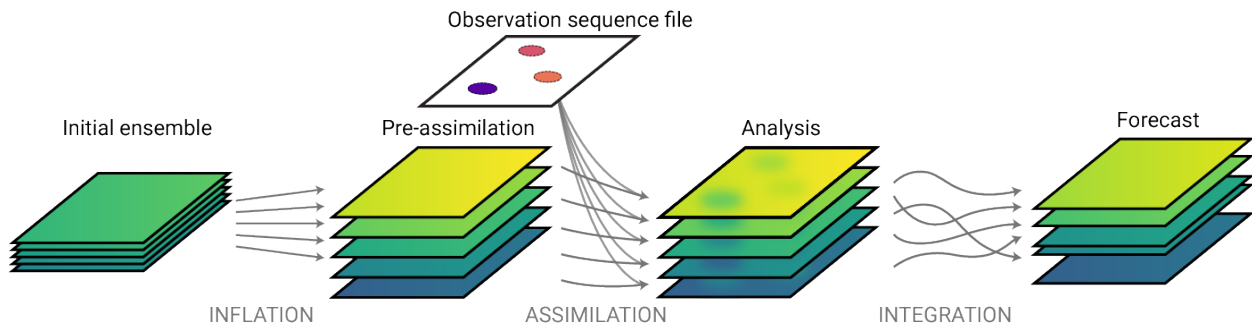 Observation sequence file
Initial ensemble
Pre-assimilation
Analysis
Forecast
INFLATION
ASSIMILATION
INTEGRATION